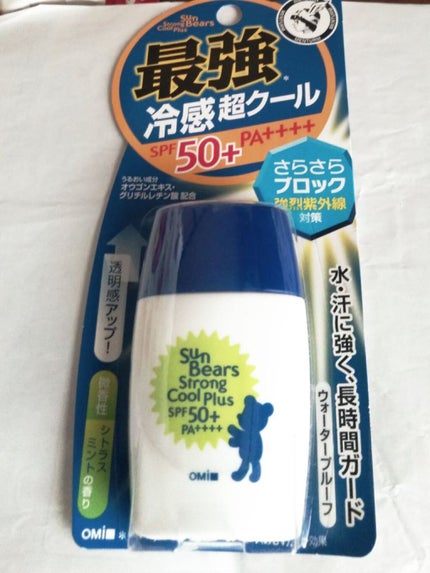 Sun
Bears
Strong
Cool Plus
最強
冷感超クール
SPF50+ PA++++
うるおい成分
オウゴンエキス・
グリチルレチン酸 配合
さらさら
ブロック
強烈紫外線
対策
透明感アップ!
水・汗に強く、長時間ガード
ウォータープルーフ
微香性
シトラス
ミントの香り
Sun
Bears
Strong
Cool Plus
SPF50+
PA++++
OMI
OMI
効果